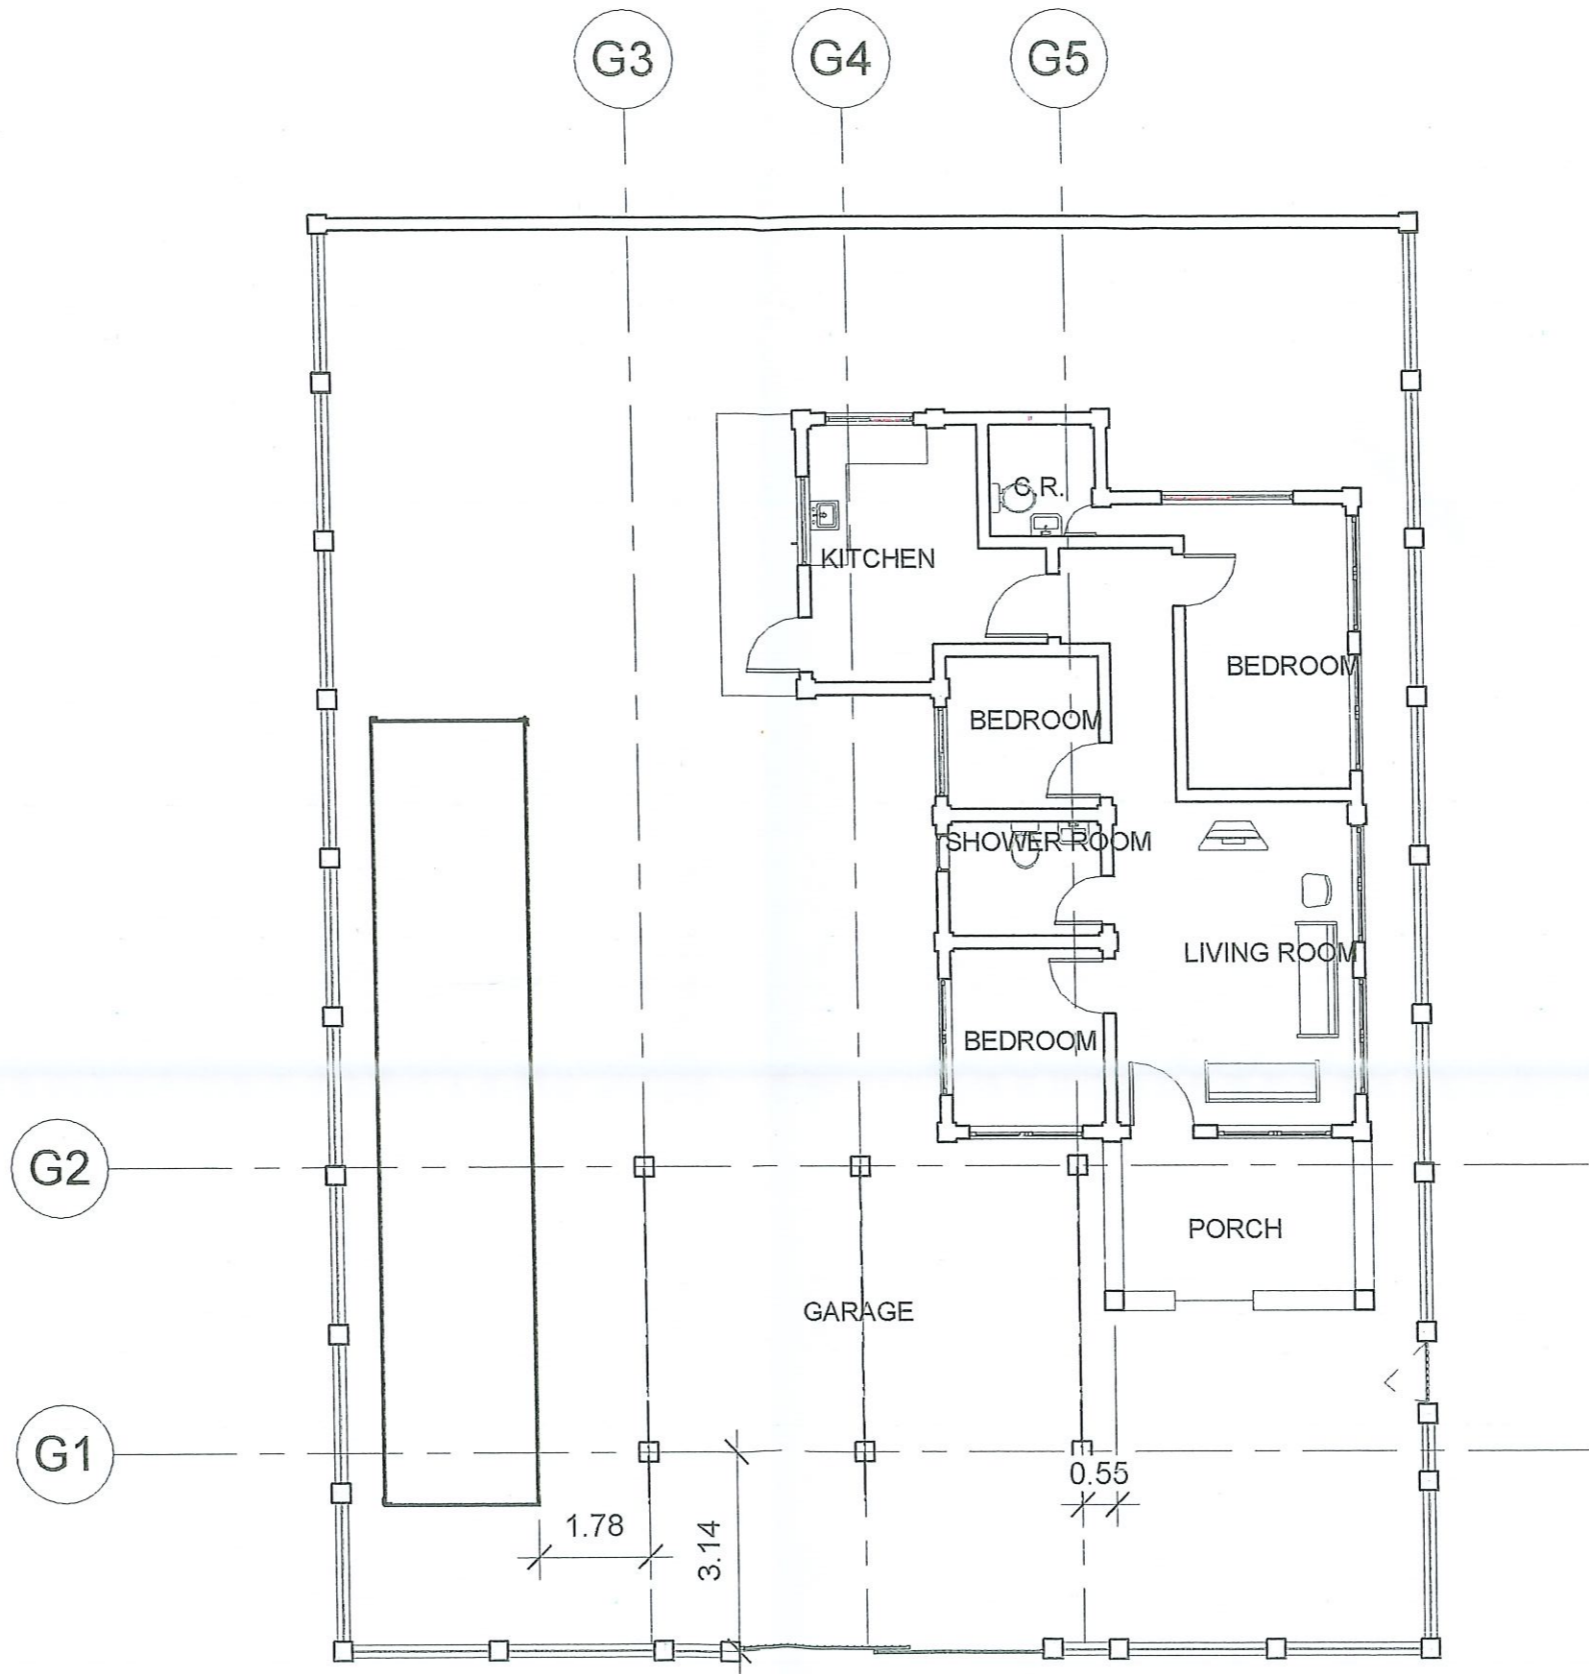 G3
G4
G5
C.R.
KITCHEN
BEDROOM
BEDROOM
SHOWER ROOM
LIVING ROOM
BEDROOM
G2
PORCH
GARAGE
G1
0.55
1.78
3.14